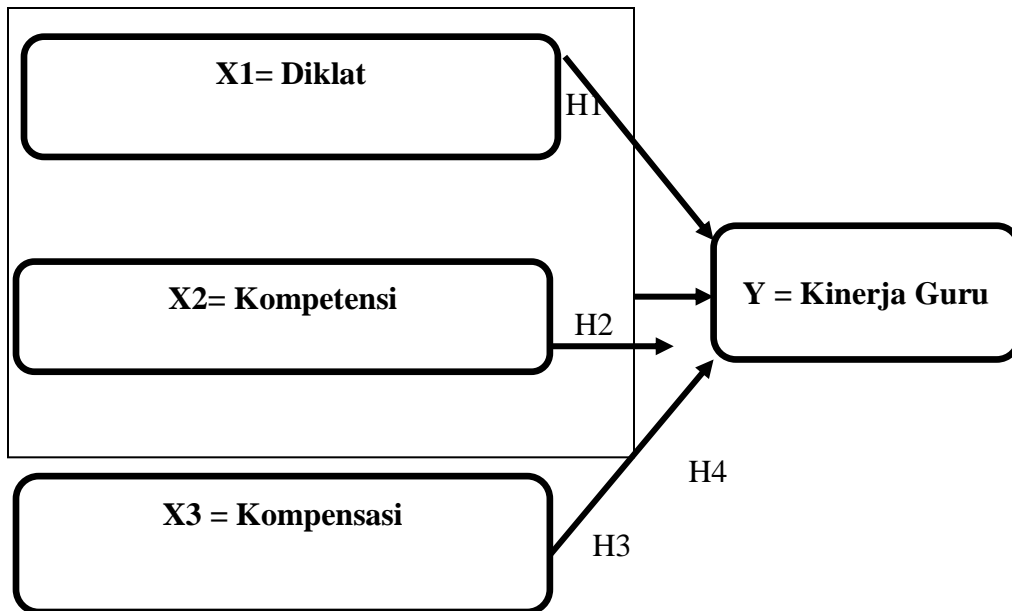 X1= Diklat
H1
X2= Kompetensi
H2
Y = Kinerja Guru
H4
X3 = Kompensasi
H3